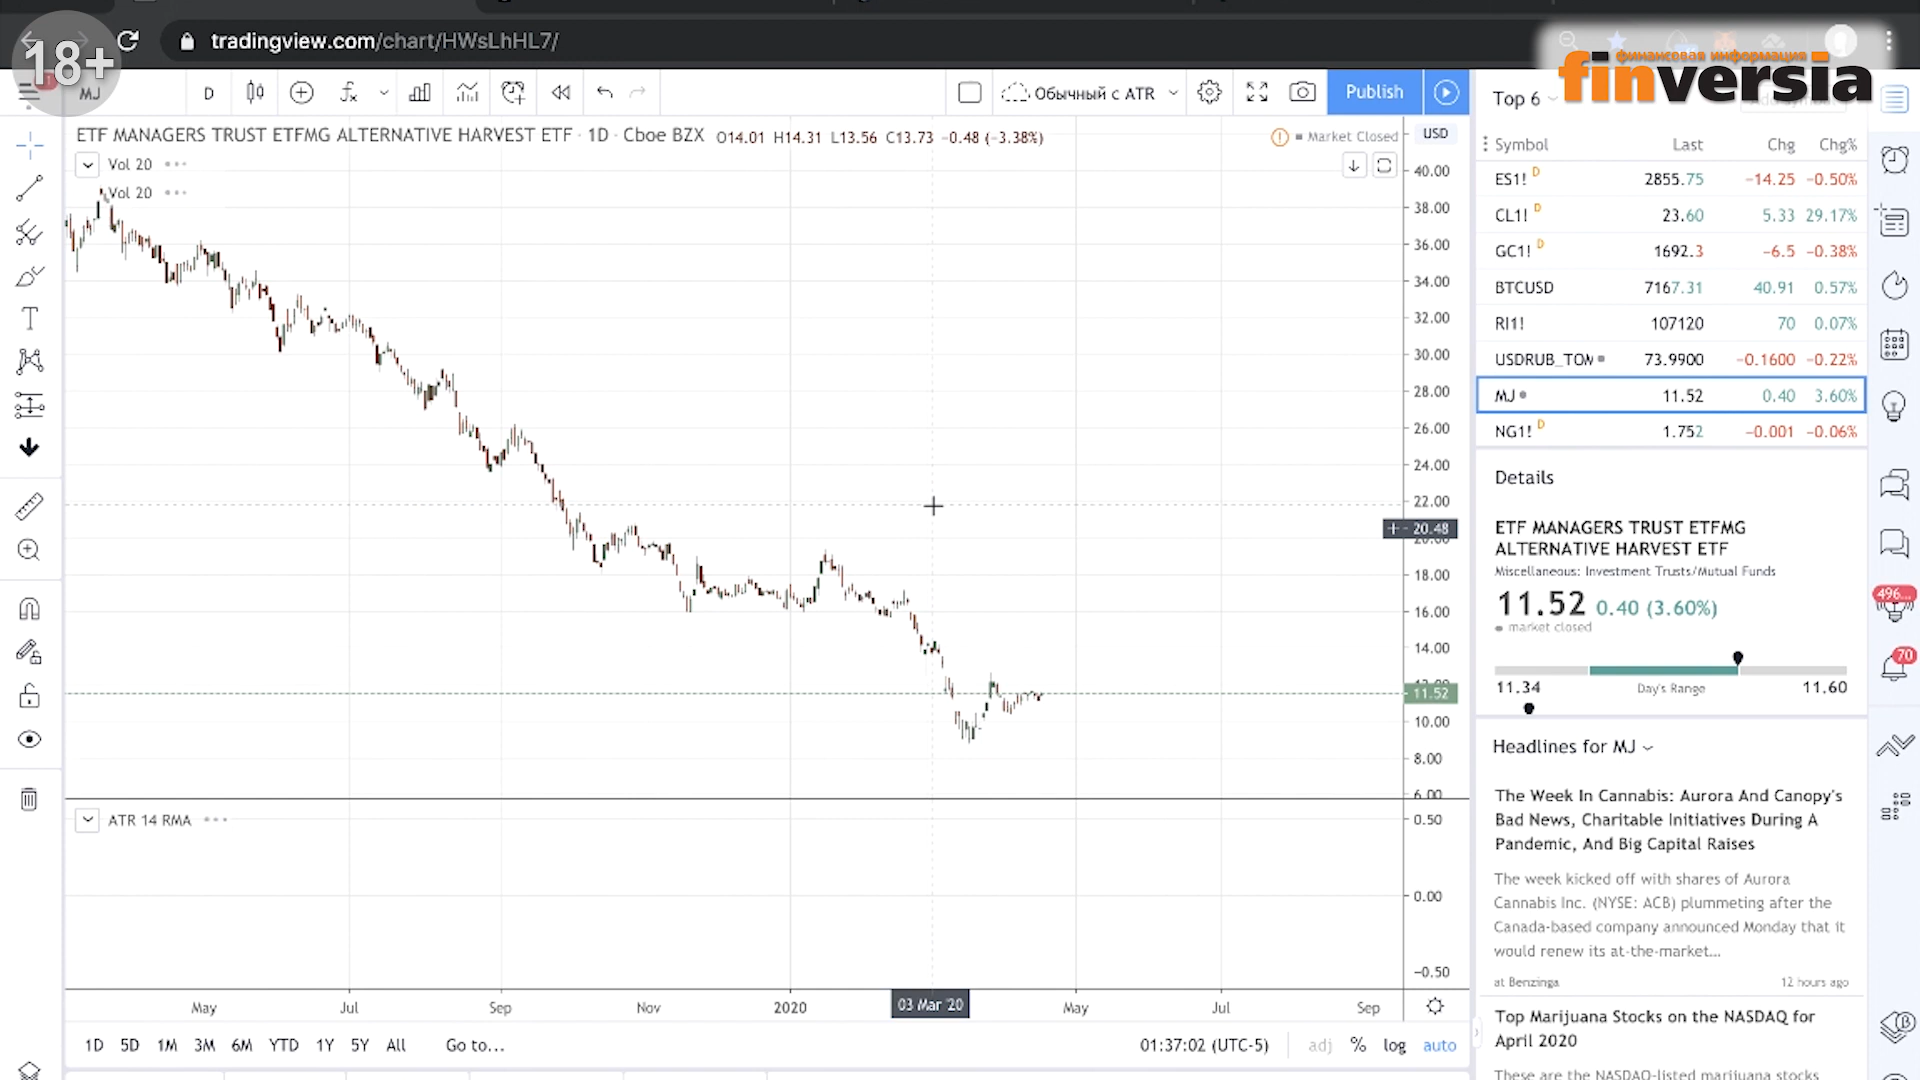 18+
tradingview.com/chart/HWsLhHL7/
финансовая информация
finversia
1
MJ
D
Обычный с ATR
Publish
Top 6
ETF MANAGERS TRUST ETFMG ALTERNATIVE HARVEST ETF · 1D · Cboe BZX O14.01 H14.31 L13.56 C13.73 −0.48 (−3.38%)
Market Closed
USD
Vol 20
Vol 20
40.00
38.00
36.00
34.00
32.00
30.00
28.00
26.00
24.00
22.00
20.48
18.00
16.00
14.00
11.52
10.00
8.00
6.00
ATR 14 RMA
0.50
0.00
−0.50
May
Jul
Sep
Nov
2020
03 Mar '20
May
Jul
Sep
1D 5D 1M 3M 6M YTD 1Y 5Y All Go to...
01:37:02 (UTC-5) adj % log auto
Symbol Last Chg Chg%
ES1! D 2855.75 −14.25 −0.50%
CL1! D 23.60 5.33 29.17%
GC1! D 1692.3 −6.5 −0.38%
BTCUSD 7167.31 40.91 0.57%
RI1! 107120 70 0.07%
USDRUB_TOM 73.9900 −0.1600 −0.22%
MJ 11.52 0.40 3.60%
NG1! D 1.752 −0.001 −0.06%
Details
ETF MANAGERS TRUST ETFMG
ALTERNATIVE HARVEST ETF
Miscellaneous: Investment Trusts/Mutual Funds
11.52 0.40 (3.60%)
market closed
11.34 Day's Range 11.60
Headlines for MJ
The Week In Cannabis: Aurora And Canopy's
Bad News, Charitable Initiatives During A
Pandemic, And Big Capital Raises
The week kicked off with shares of Aurora
Cannabis Inc. (NYSE: ACB) plummeting after the
Canada-based company announced Monday that it
would renew its at-the-market...
at Benzinga 12 hours ago
Top Marijuana Stocks on the NASDAQ for
April 2020
These are the NASDAQ-listed marijuana stocks
496...
70